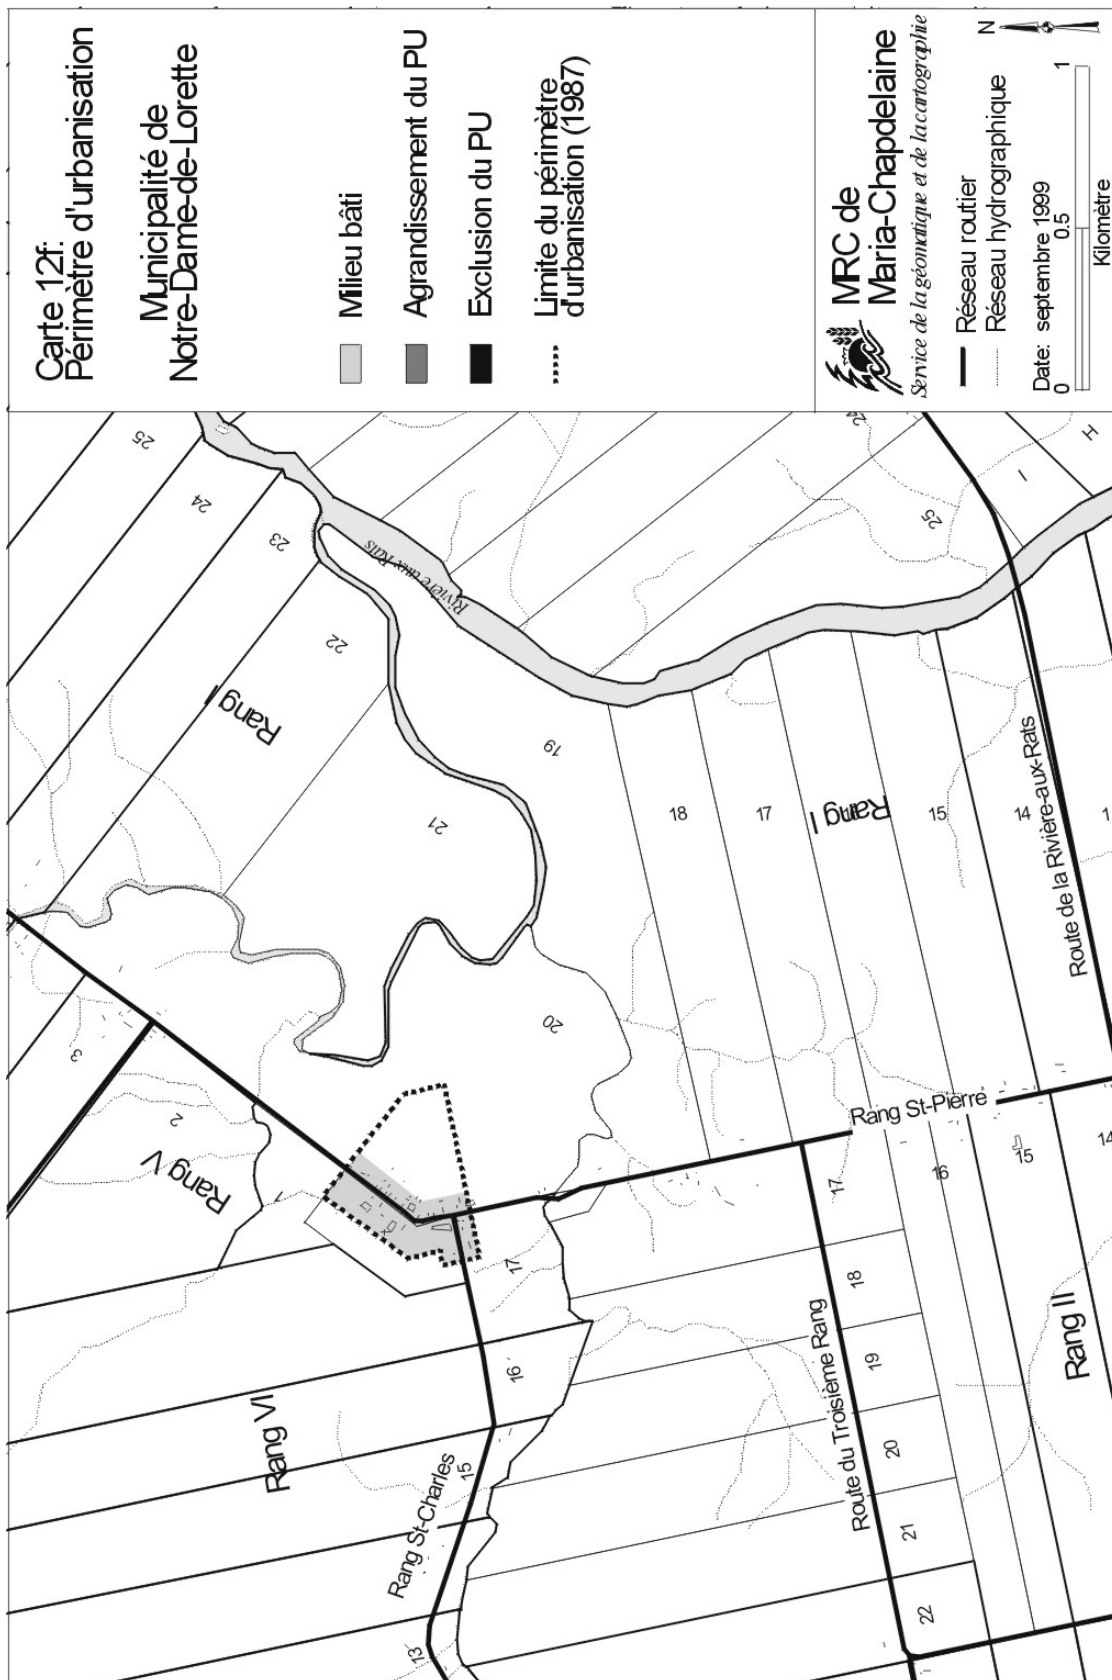 Carte 12f:
Périmètre d'urbanisation
Municipalité de
Notre-Dame-de-Lorette
Milieu bâti
Agrandissement du PU
Exclusion du PU
Limite du périmètre
d'urbanisation (1987)
MRC de
Maria-Chapdelaine
Service de la géomatique et de la cartographie
N
Réseau routier
Réseau hydrographique
Date: septembre 1999
0
0.5
1
Kilomètre
25
24
23
22
Rang I
21
Rivière aux Rats
19
20
3
2
Rang V
1
18
17
Rang I
15
14
1
24
25
I
H
Route de la Rivière-aux-Rats
Rang St-Pierre
17
16
15
14
Rang VI
17
16
15
13
Rang St-Charles
Route du Troisième Rang
18
19
20
21
22
Rang II